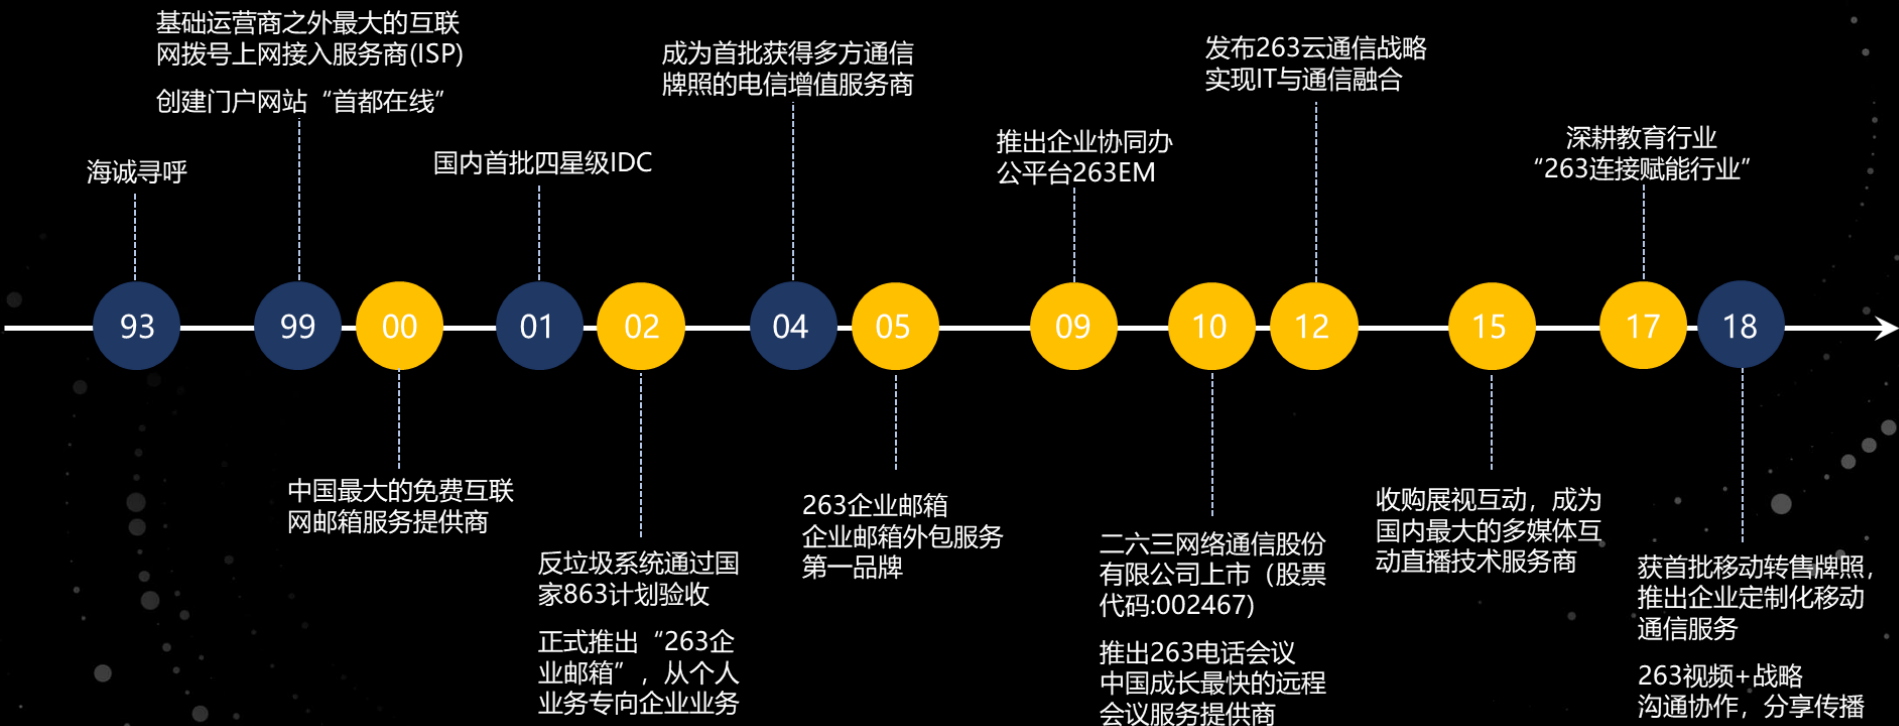 基础运营商之外最大的互联
网拨号上网接入服务商(ISP)
创建门户网站“首都在线”
海诚寻呼
国内首批四星级IDC
成为首批获得多方通信
牌照的电信增值服务商
推出企业协同办
公平台263EM
发布263云通信战略
实现IT与通信融合
深耕教育行业
“263连接赋能行业”
93 99 00 01 02 04 05 09 10 12 15 17 18
中国最大的免费互联
网邮箱服务提供商
反垃圾系统通过国
家863计划验收
正式推出“263企
业邮箱”，从个人
业务专向企业业务
263企业邮箱
企业邮箱外包服务
第一品牌
二六三网络通信股份
有限公司上市（股票
代码:002467)
推出263电话会议
中国成长最快的远程
会议服务提供商
收购展视互动，成为
国内最大的多媒体互
动直播技术服务商
获首批移动转售牌照，
推出企业定制化移动
通信服务
263视频+战略
沟通协作，分享传播